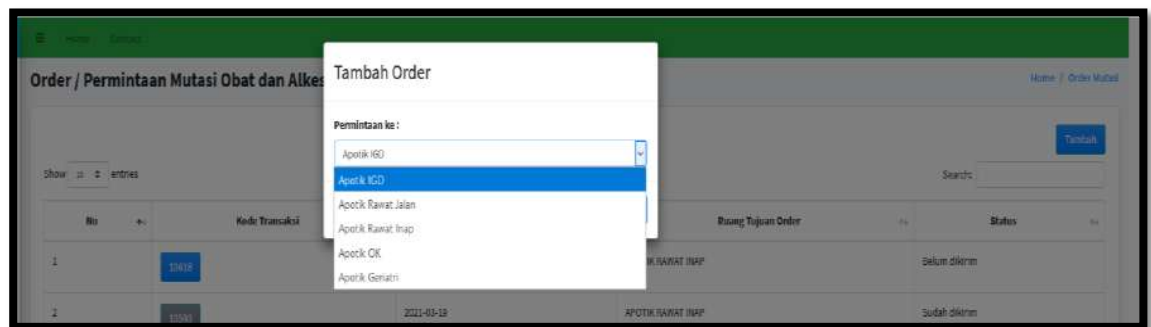 Home Contact
Order / Permintaan Mutasi Obat dan Alkes
Home / Order Mutasi
Tambah Order
Permintaan ke :
Apotik IGD
Apotik IGD
Apotik Rawat Jalan
Apotik Rawat Inap
Apotik OK
Apotik Geriatri
Tambah
Show entries
Search:
No Kode Transaksi Ruang Tujuan Order Status
1 RAWAT INAP Belum dikirim
2 2021-03-19 APOTIK RAWAT INAP Sudah dikirim